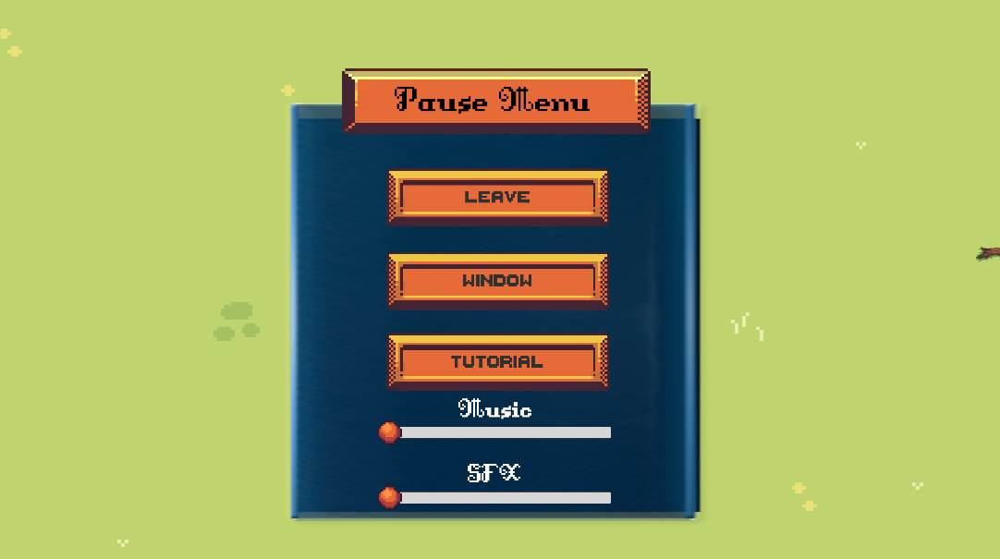 Pause Menu
LEAVE
WINDOW
TUTORIAL
Music
SFX